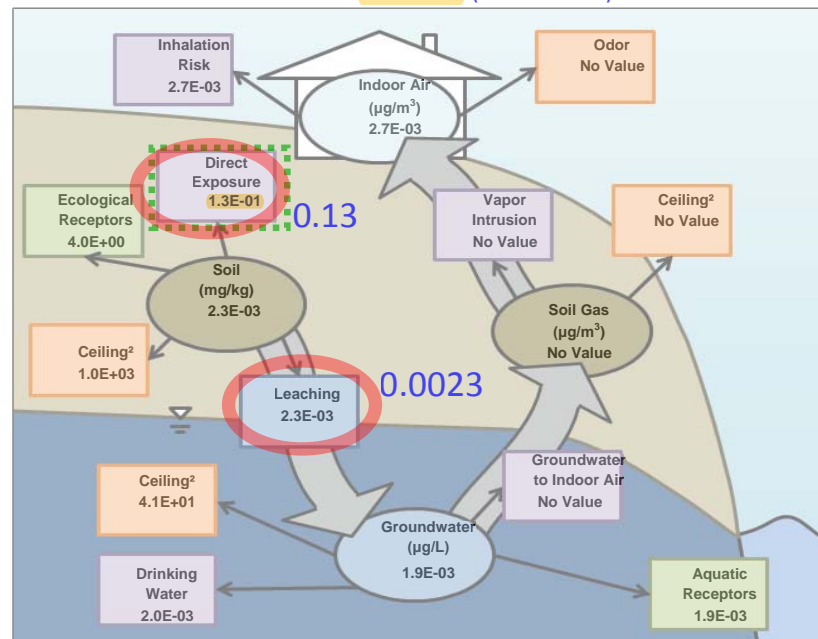 Inhalation
Risk
2.7E-03
Odor
No Value
Indoor Air
(µg/m³)
2.7E-03
Direct
Exposure
1.3E-01
0.13
Ecological
Receptors
4.0E+00
Vapor
Intrusion
No Value
Ceiling²
No Value
Soil
(mg/kg)
2.3E-03
Soil Gas
(µg/m³)
No Value
Ceiling²
1.0E+03
Leaching
2.3E-03
0.0023
Ceiling²
4.1E+01
Groundwater
to Indoor Air
No Value
Groundwater
(µg/L)
1.9E-03
Drinking
Water
2.0E-03
Aquatic
Receptors
1.9E-03